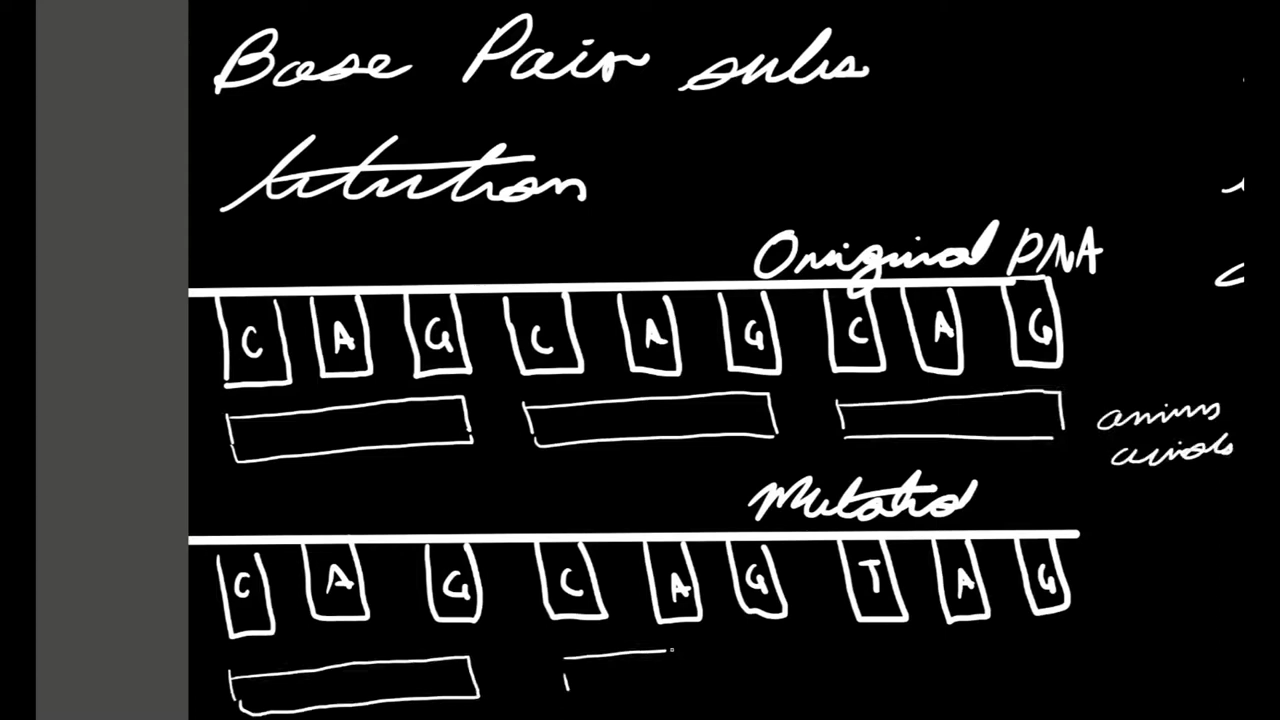 Base Pair subs
titution
Original DNA
C A G C A G C A G
amino
acids
Mutated
C A G C A G T A G